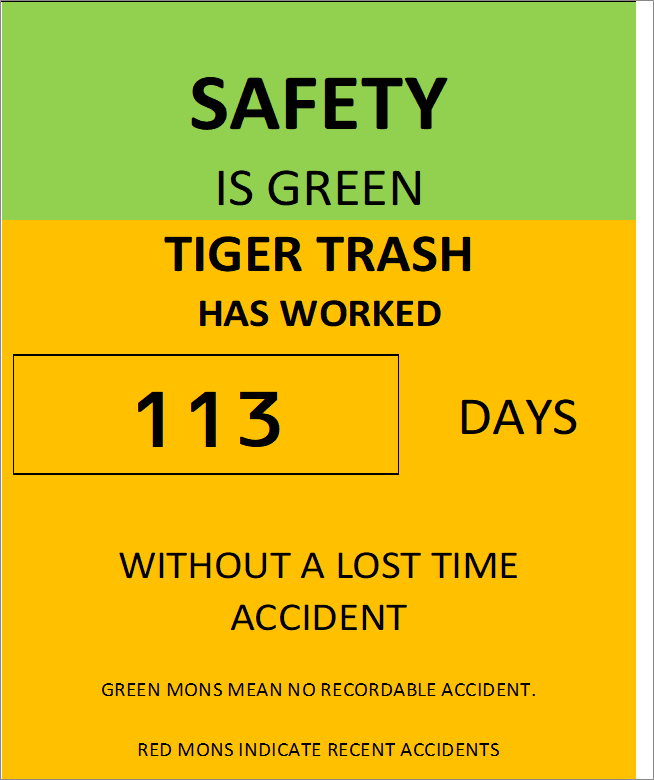 SAFETY
IS GREEN
TIGER TRASH
HAS WORKED
113 DAYS
WITHOUT A LOST TIME
ACCIDENT
GREEN MONS MEAN NO RECORDABLE ACCIDENT.
RED MONS INDICATE RECENT ACCIDENTS